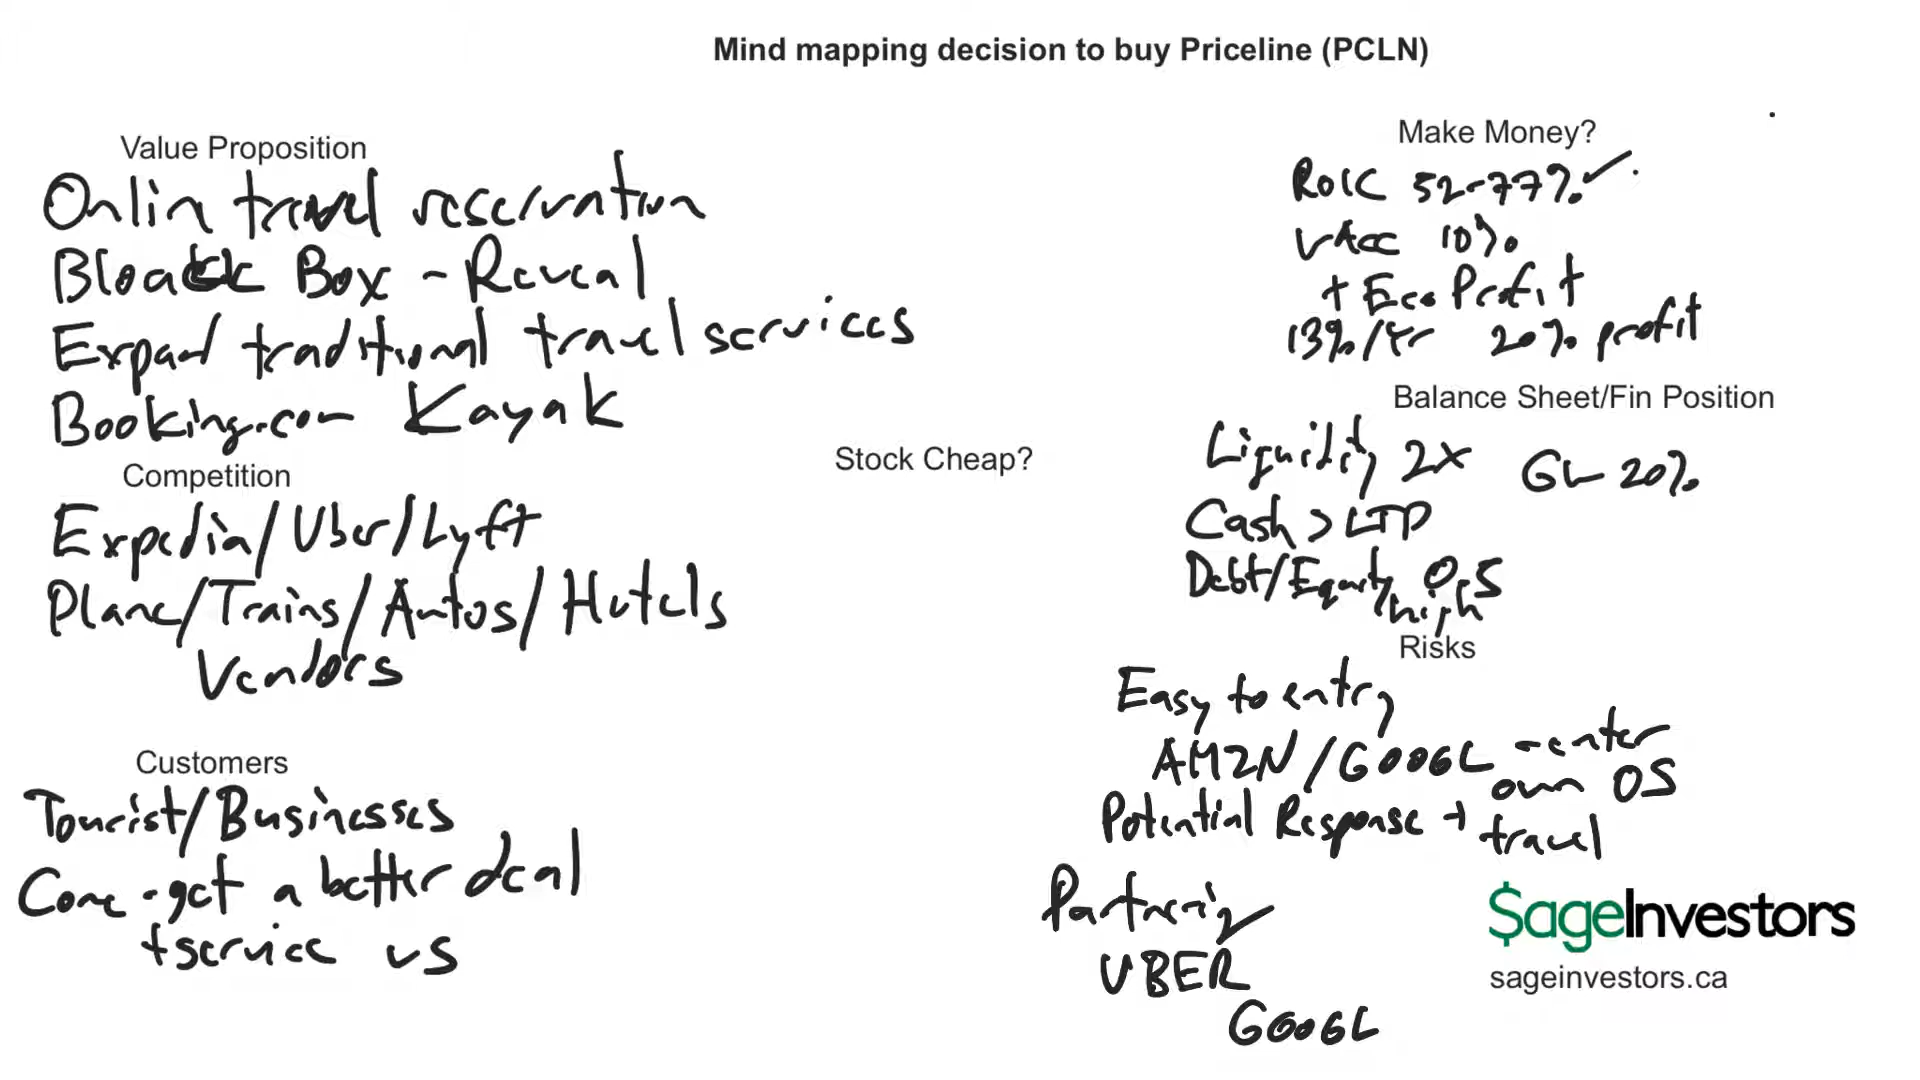 Mind mapping decision to buy Priceline (PCLN)
Value Proposition
Onlin travel reservation
Bloack Box - Reveal
Expand traditional travel services
Booking.com Kayak
Competition
Expedia/Uber/Lyft
Plane/Trains/Autos/Hotels
Vendors
Customers
Tourist/Businesses
Come - get a better deal
+ service vs
Stock Cheap?
Make Money?
ROIC 52-77% ✓
WACC 10%
+ Eco Profit
13%/Yr 20% profit
Balance Sheet/Fin Position
Liquidity 2x GW 20%
Cash > LTD
Debt/Equity 0.5
high
Risks
Easy to entry
AMZN/GOOGL - enter
own OS
Potential Response + travel
Partnering
UBER
GOOGL
$ageInvestors
sageinvestors.ca